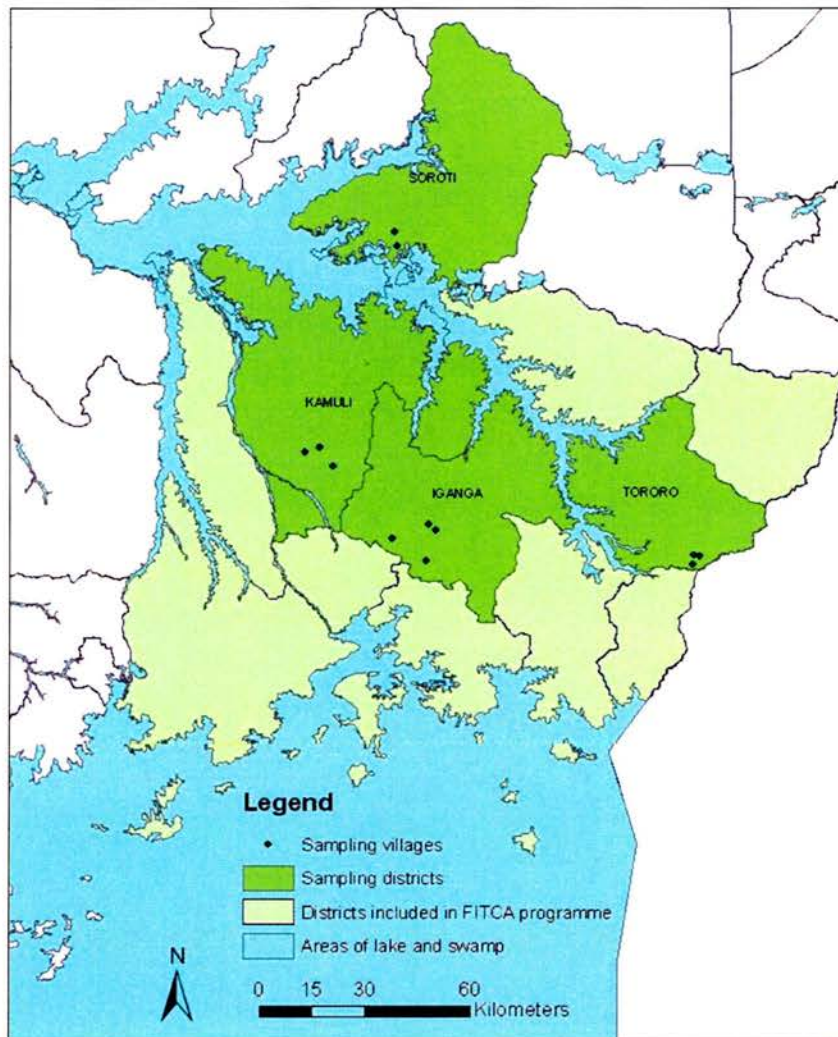 SOROTI
KAMULI
IGANGA
TORORO
Legend
Sampling villages
Sampling districts
Districts included in FITCA programme
Areas of lake and swamp
N
0 15 30 60
Kilometers